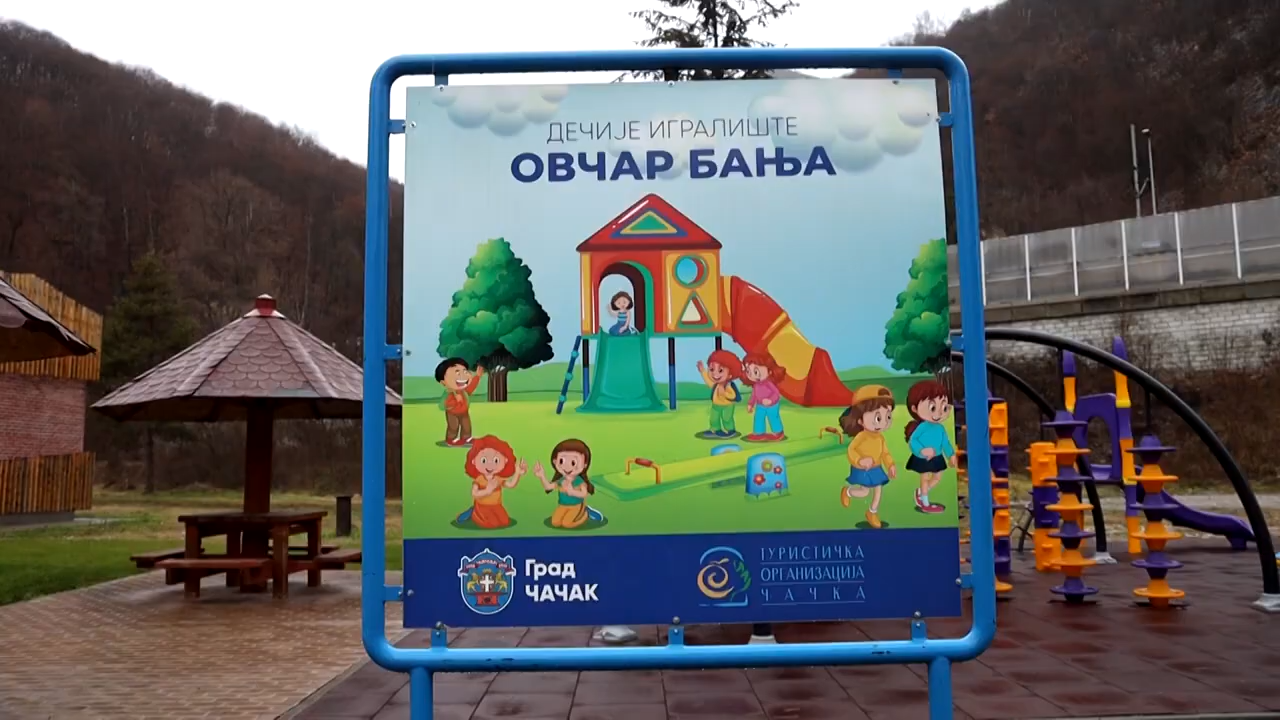 ДЕЧИЈЕ ИГРАЛИШТЕ
ОВЧАР БАЊА
Град
ЧАЧАК
ТУРИСТИЧКА
ОРГАНИЗАЦИЈА
ЧАЧКА